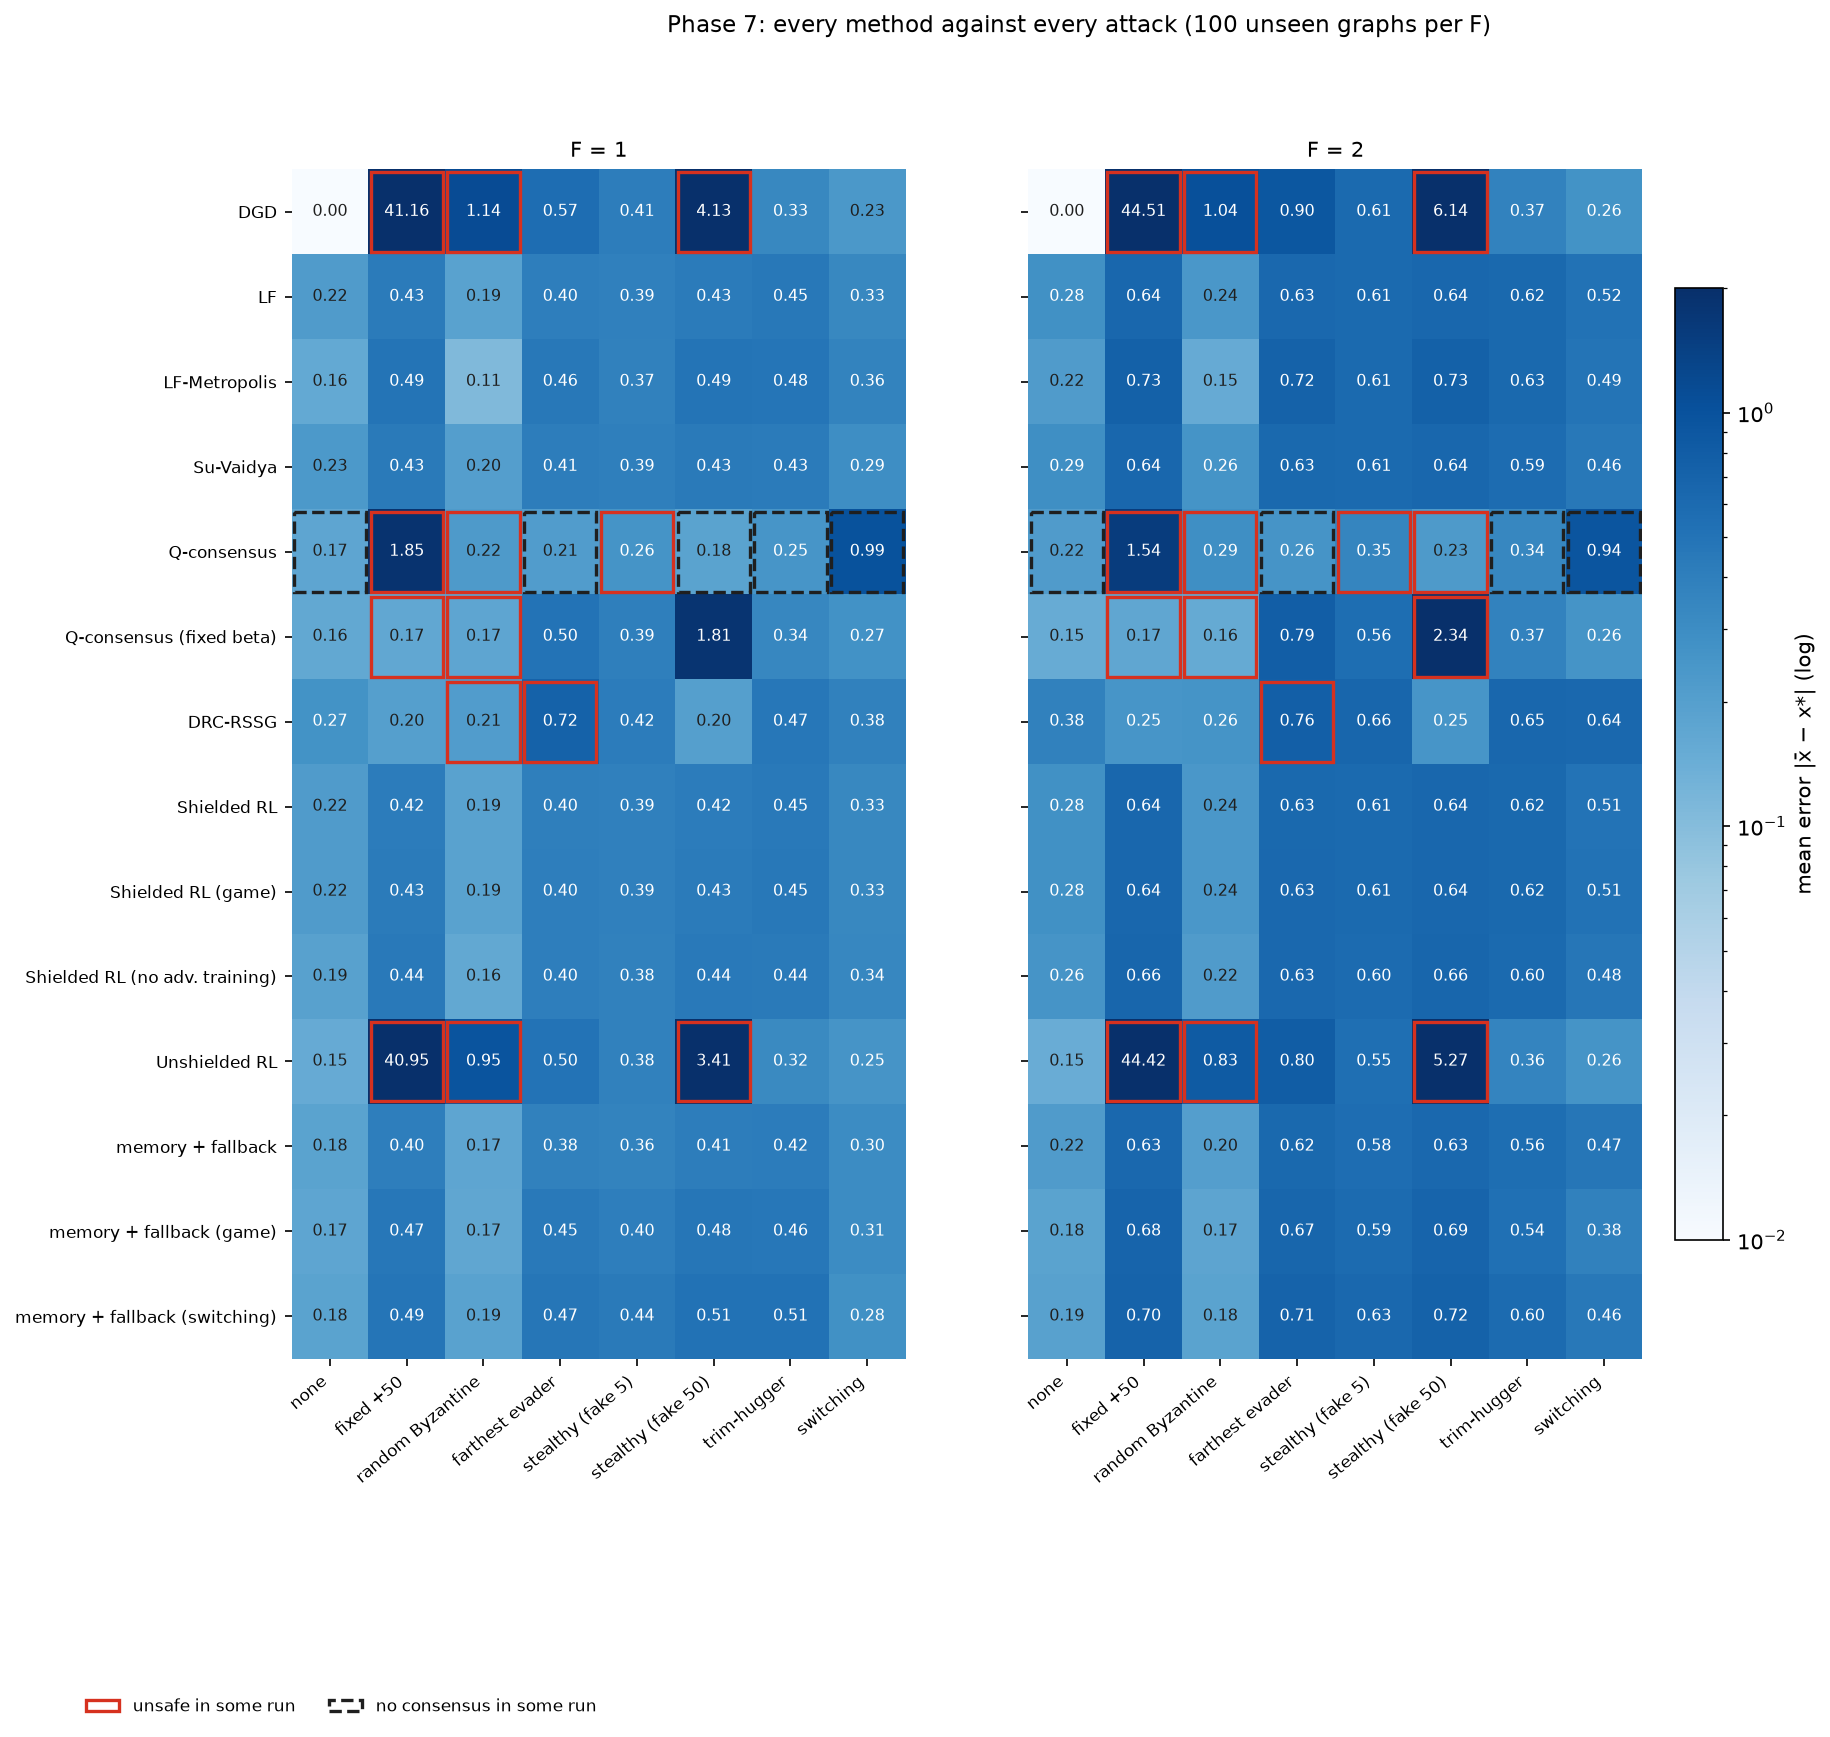 Phase 7: every method against every attack (100 unseen graphs per F)
F = 1
F = 2
DGD 0.00 41.16 1.14 0.57 0.41 4.13 0.33 0.23 0.00 44.51 1.04 0.90 0.61 6.14 0.37 0.26
LF 0.22 0.43 0.19 0.40 0.39 0.43 0.45 0.33 0.28 0.64 0.24 0.63 0.61 0.64 0.62 0.52
LF-Metropolis 0.16 0.49 0.11 0.46 0.37 0.49 0.48 0.36 0.22 0.73 0.15 0.72 0.61 0.73 0.63 0.49
Su-Vaidya 0.23 0.43 0.20 0.41 0.39 0.43 0.43 0.29 0.29 0.64 0.26 0.63 0.61 0.64 0.59 0.46
Q-consensus 0.17 1.85 0.22 0.21 0.26 0.18 0.25 0.99 0.22 1.54 0.29 0.26 0.35 0.23 0.34 0.94
Q-consensus (fixed beta) 0.16 0.17 0.17 0.50 0.39 1.81 0.34 0.27 0.15 0.17 0.16 0.79 0.56 2.34 0.37 0.26
DRC-RSSG 0.27 0.20 0.21 0.72 0.42 0.20 0.47 0.38 0.38 0.25 0.26 0.76 0.66 0.25 0.65 0.64
Shielded RL 0.22 0.42 0.19 0.40 0.39 0.42 0.45 0.33 0.28 0.64 0.24 0.63 0.61 0.64 0.62 0.51
Shielded RL (game) 0.22 0.43 0.19 0.40 0.39 0.43 0.45 0.33 0.28 0.64 0.24 0.63 0.61 0.64 0.62 0.51
Shielded RL (no adv. training) 0.19 0.44 0.16 0.40 0.38 0.44 0.44 0.34 0.26 0.66 0.22 0.63 0.60 0.66 0.60 0.48
Unshielded RL 0.15 40.95 0.95 0.50 0.38 3.41 0.32 0.25 0.15 44.42 0.83 0.80 0.55 5.27 0.36 0.26
memory + fallback 0.18 0.40 0.17 0.38 0.36 0.41 0.42 0.30 0.22 0.63 0.20 0.62 0.58 0.63 0.56 0.47
memory + fallback (game) 0.17 0.47 0.17 0.45 0.40 0.48 0.46 0.31 0.18 0.68 0.17 0.67 0.59 0.69 0.54 0.38
memory + fallback (switching) 0.18 0.49 0.19 0.47 0.44 0.51 0.51 0.28 0.19 0.70 0.18 0.71 0.63 0.72 0.60 0.46
none
fixed +50
random Byzantine
farthest evader
stealthy (fake 5)
stealthy (fake 50)
trim-hugger
switching
none
fixed +50
random Byzantine
farthest evader
stealthy (fake 5)
stealthy (fake 50)
trim-hugger
switching
10⁰
10⁻¹
10⁻²
mean error |x̄ − x*| (log)
unsafe in some run
no consensus in some run